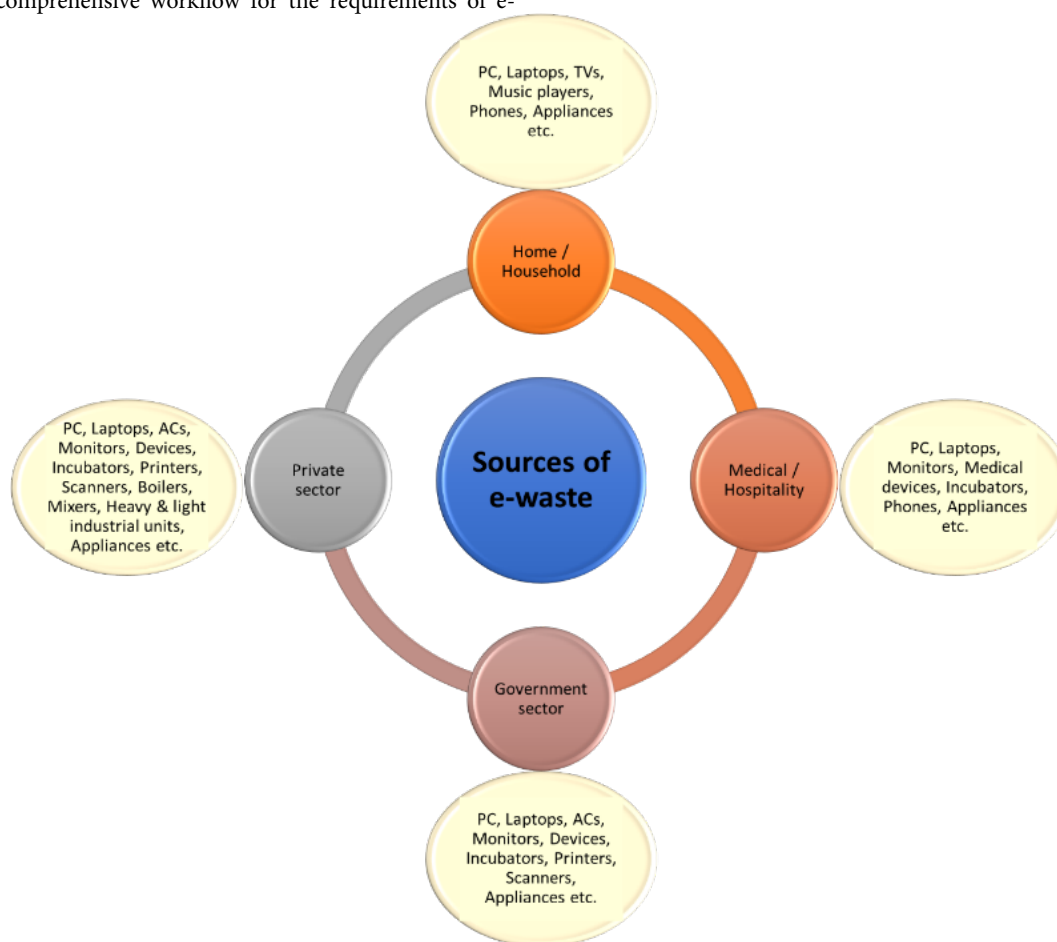 comprehensive workflow for the requirements of e-
PC, Laptops, TVs,
Music players,
Phones, Appliances
etc.
Home /
Household
PC, Laptops, ACs,
Monitors, Devices,
Incubators, Printers,
Scanners, Boilers,
Mixers, Heavy & light
industrial units,
Appliances etc.
Private
sector
Sources of
e-waste
Medical /
Hospitality
PC, Laptops,
Monitors, Medical
devices, Incubators,
Phones, Appliances
etc.
Government
sector
PC, Laptops, ACs,
Monitors, Devices,
Incubators, Printers,
Scanners,
Appliances etc.